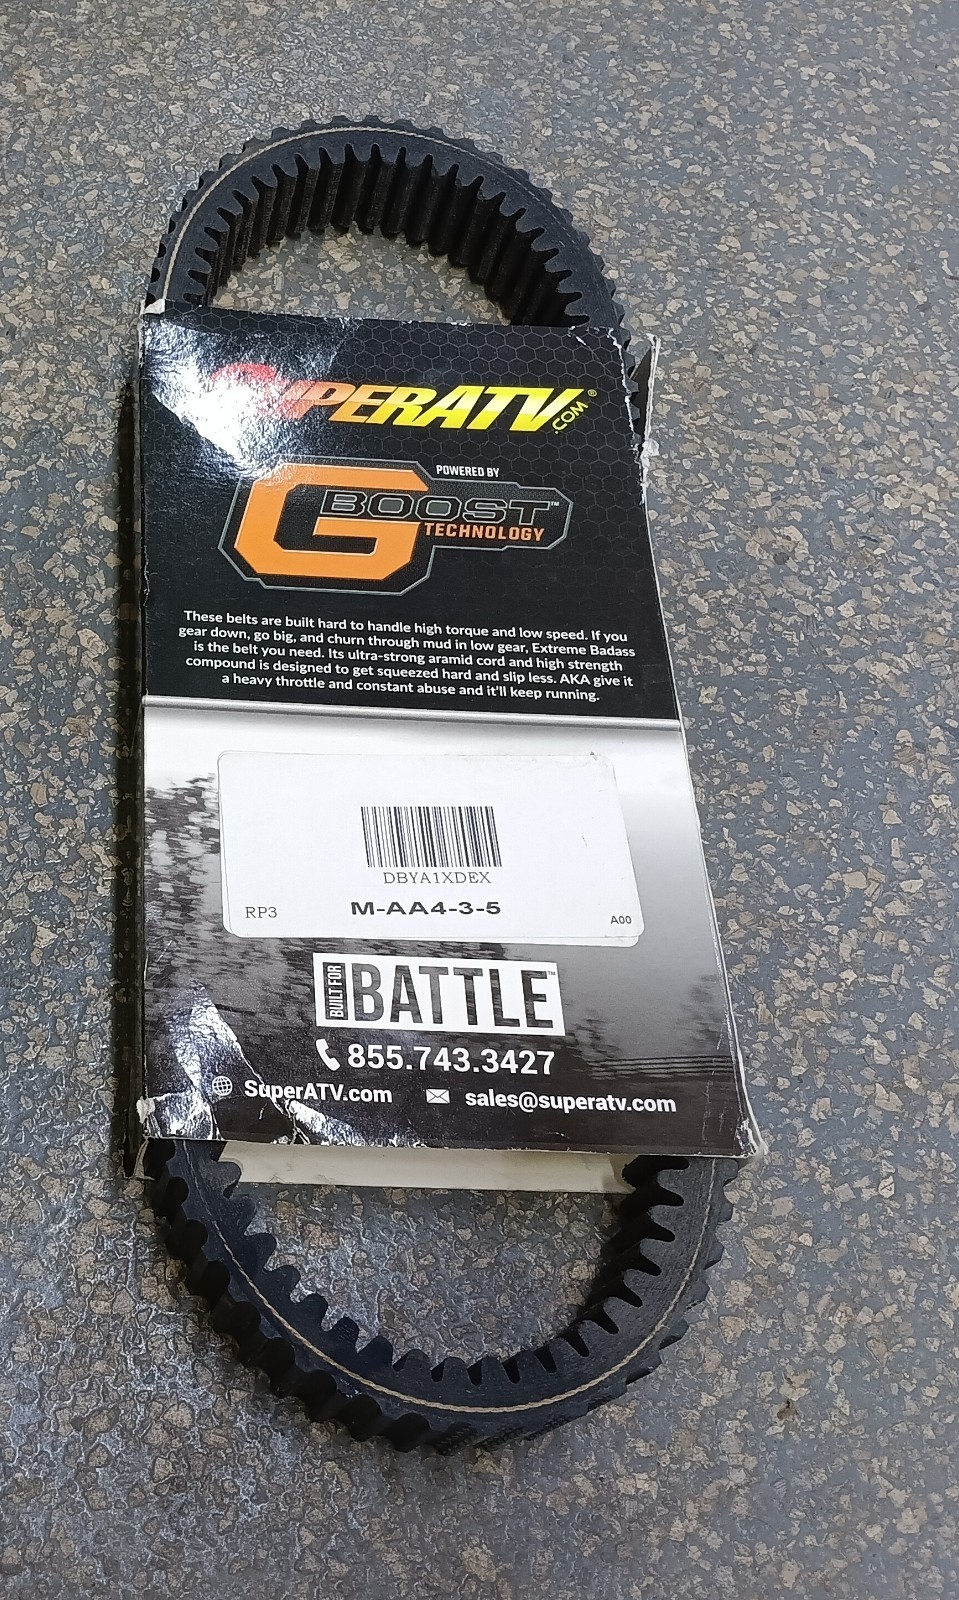 SUPERATV.COM®
POWERED BY
G BOOST™
TECHNOLOGY
These belts are built hard to handle high torque and low speed. If you
gear down, go big, and churn through mud in low gear, Extreme Badass
is the belt you need. Its ultra-strong aramid cord and high strength
compound is designed to get squeezed hard and slip less. AKA give it
a heavy throttle and constant abuse and it'll keep running.
DBYA1XDEX
RP3 M-AA4-3-5 A00
BUILT FOR BATTLE™
855.743.3427
SuperATV.com sales@superatv.com